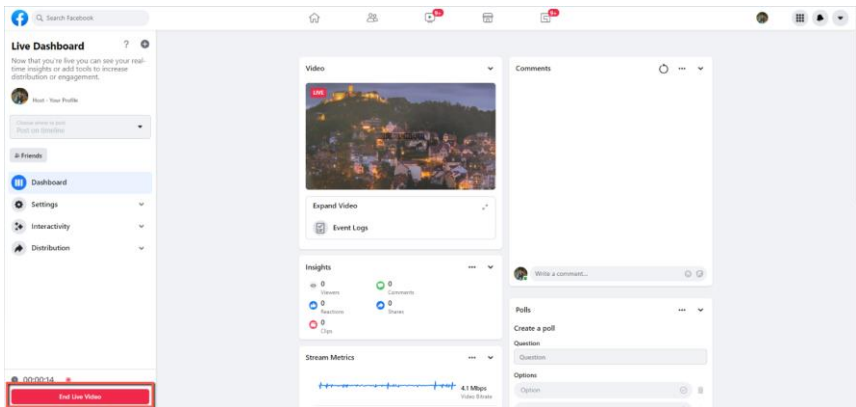 Search Facebook
9+
9+
Live Dashboard
?
Now that you're live you can see your real-
time insights or add tools to increase
distribution or engagement.
Host - Your Profile
Choose where to post
Post on timeline
Friends
Dashboard
Settings
Interactivity
Distribution
00:00:14
End Live Video
Video
LIVE
Expand Video
Event Logs
Insights
0
Viewers
0
Comments
0
Reactions
0
Shares
0
Clips
Stream Metrics
4.1 Mbps
Video Bitrate
Comments
Write a comment...
Polls
Create a poll
Question
Question
Options
Option